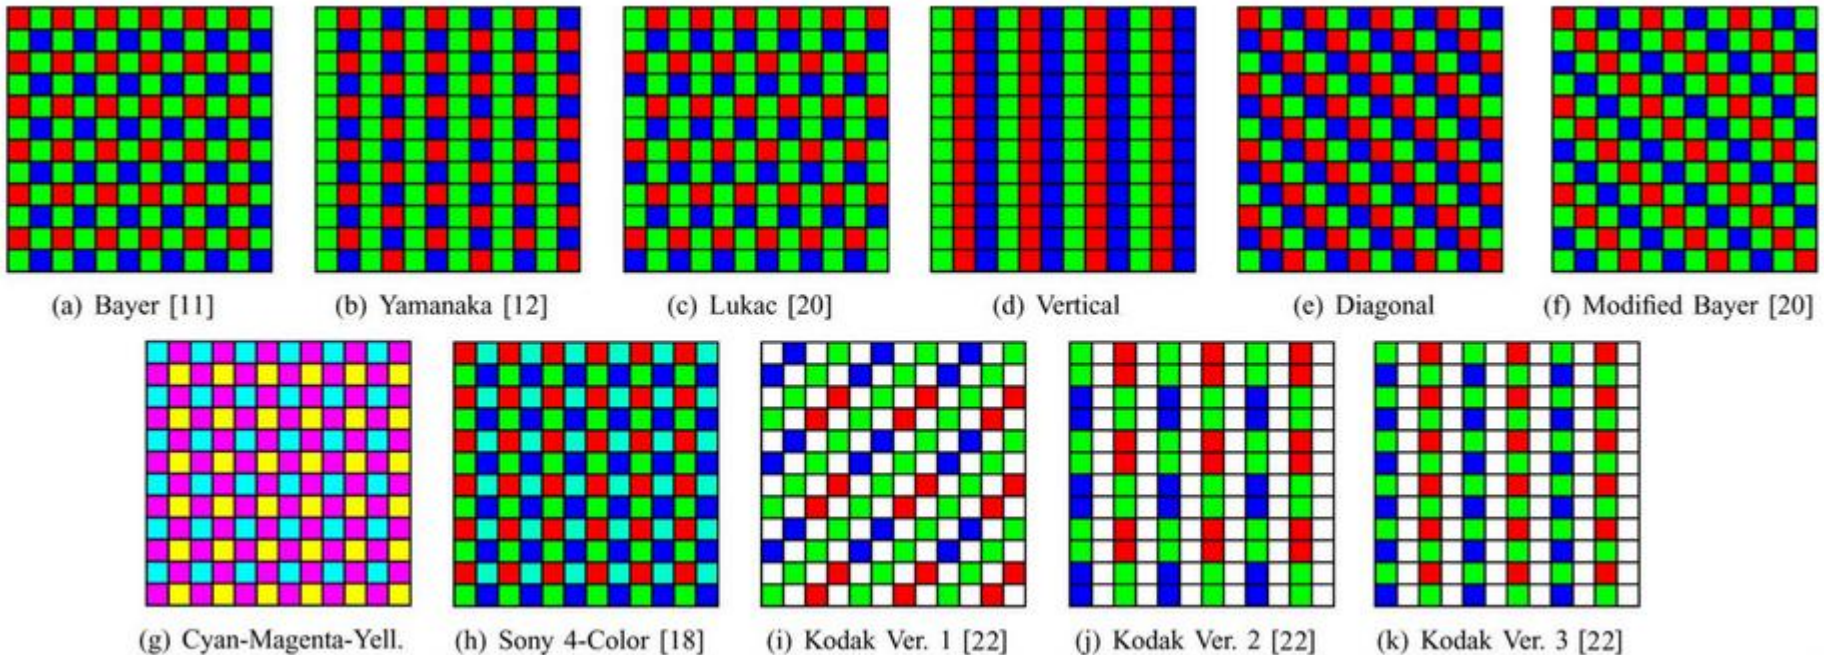 (a) Bayer [11]
(b) Yamanaka [12]
(c) Lukac [20]
(d) Vertical
(e) Diagonal
(f) Modified Bayer [20]
(g) Cyan-Magenta-Yell.
(h) Sony 4-Color [18]
(i) Kodak Ver. 1 [22]
(j) Kodak Ver. 2 [22]
(k) Kodak Ver. 3 [22]